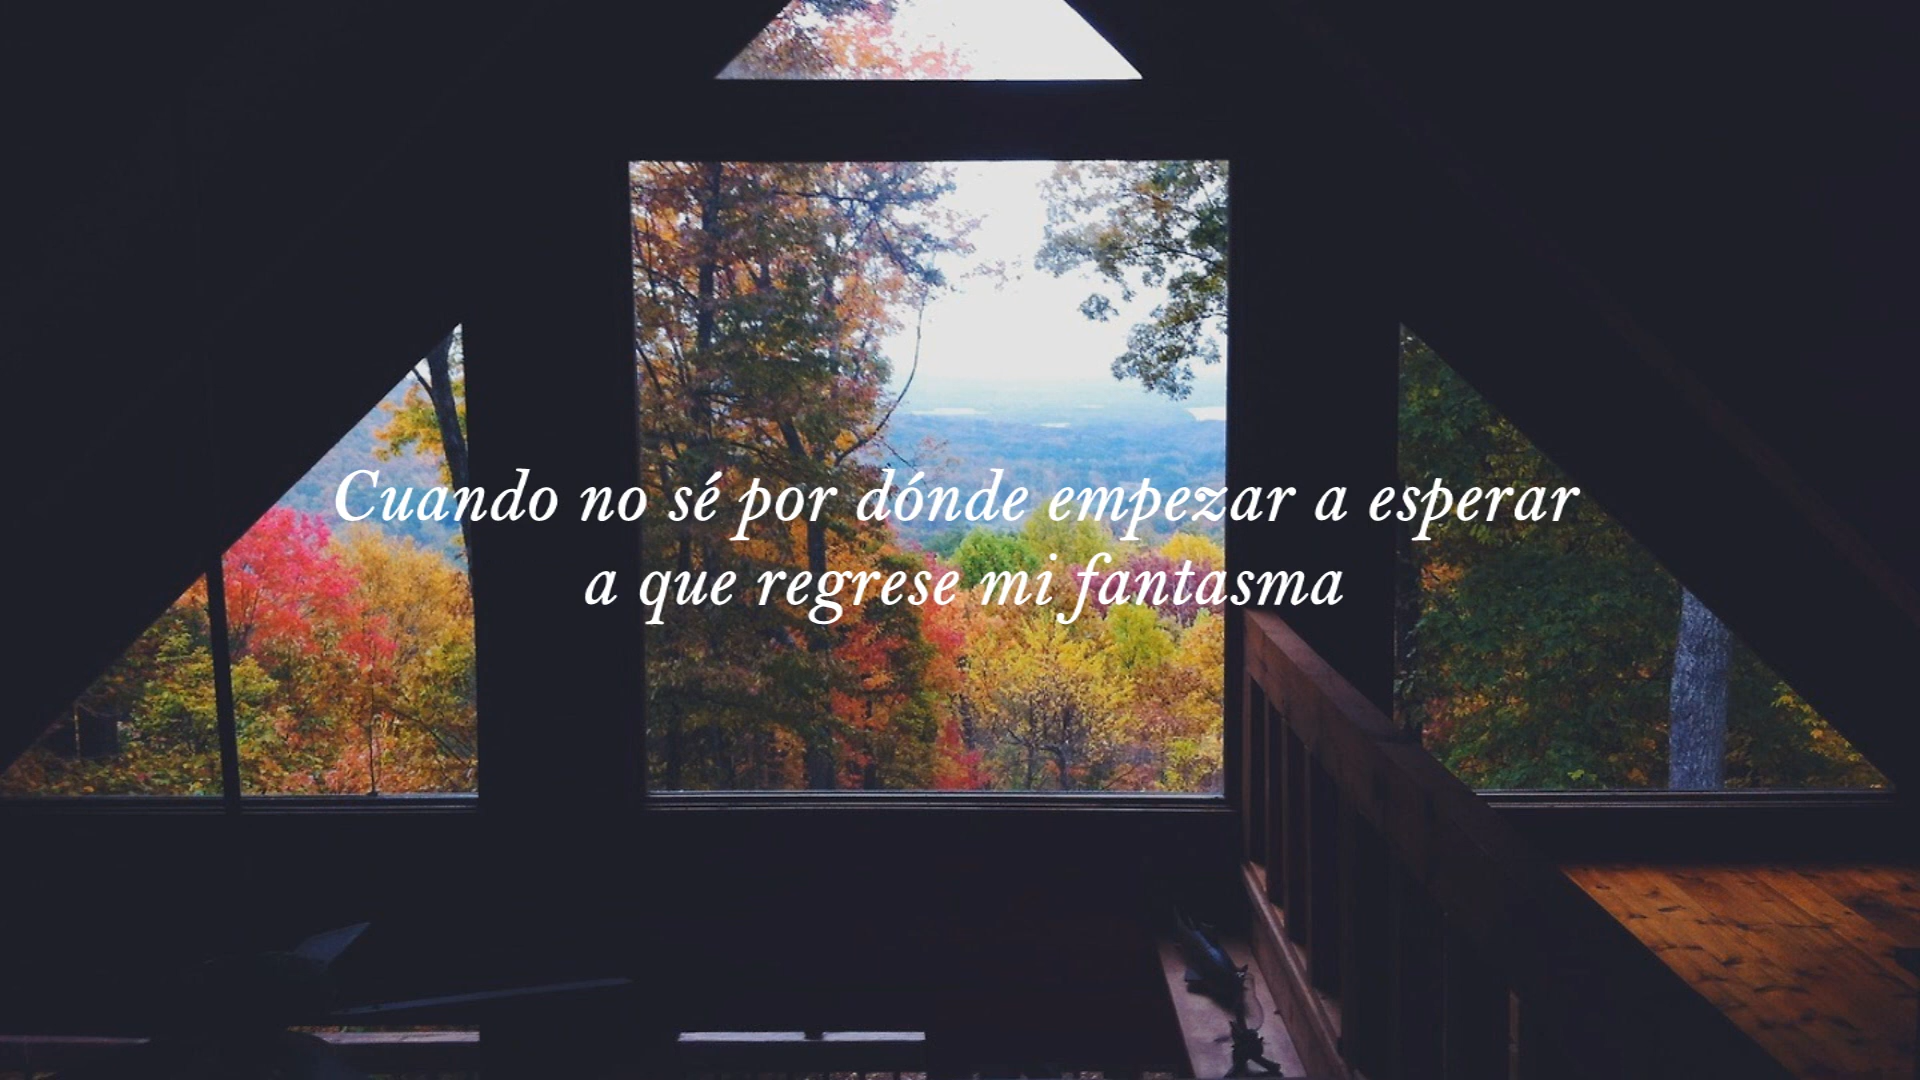 Cuando no sé por dónde empezar a esperar
a que regrese mi fantasma